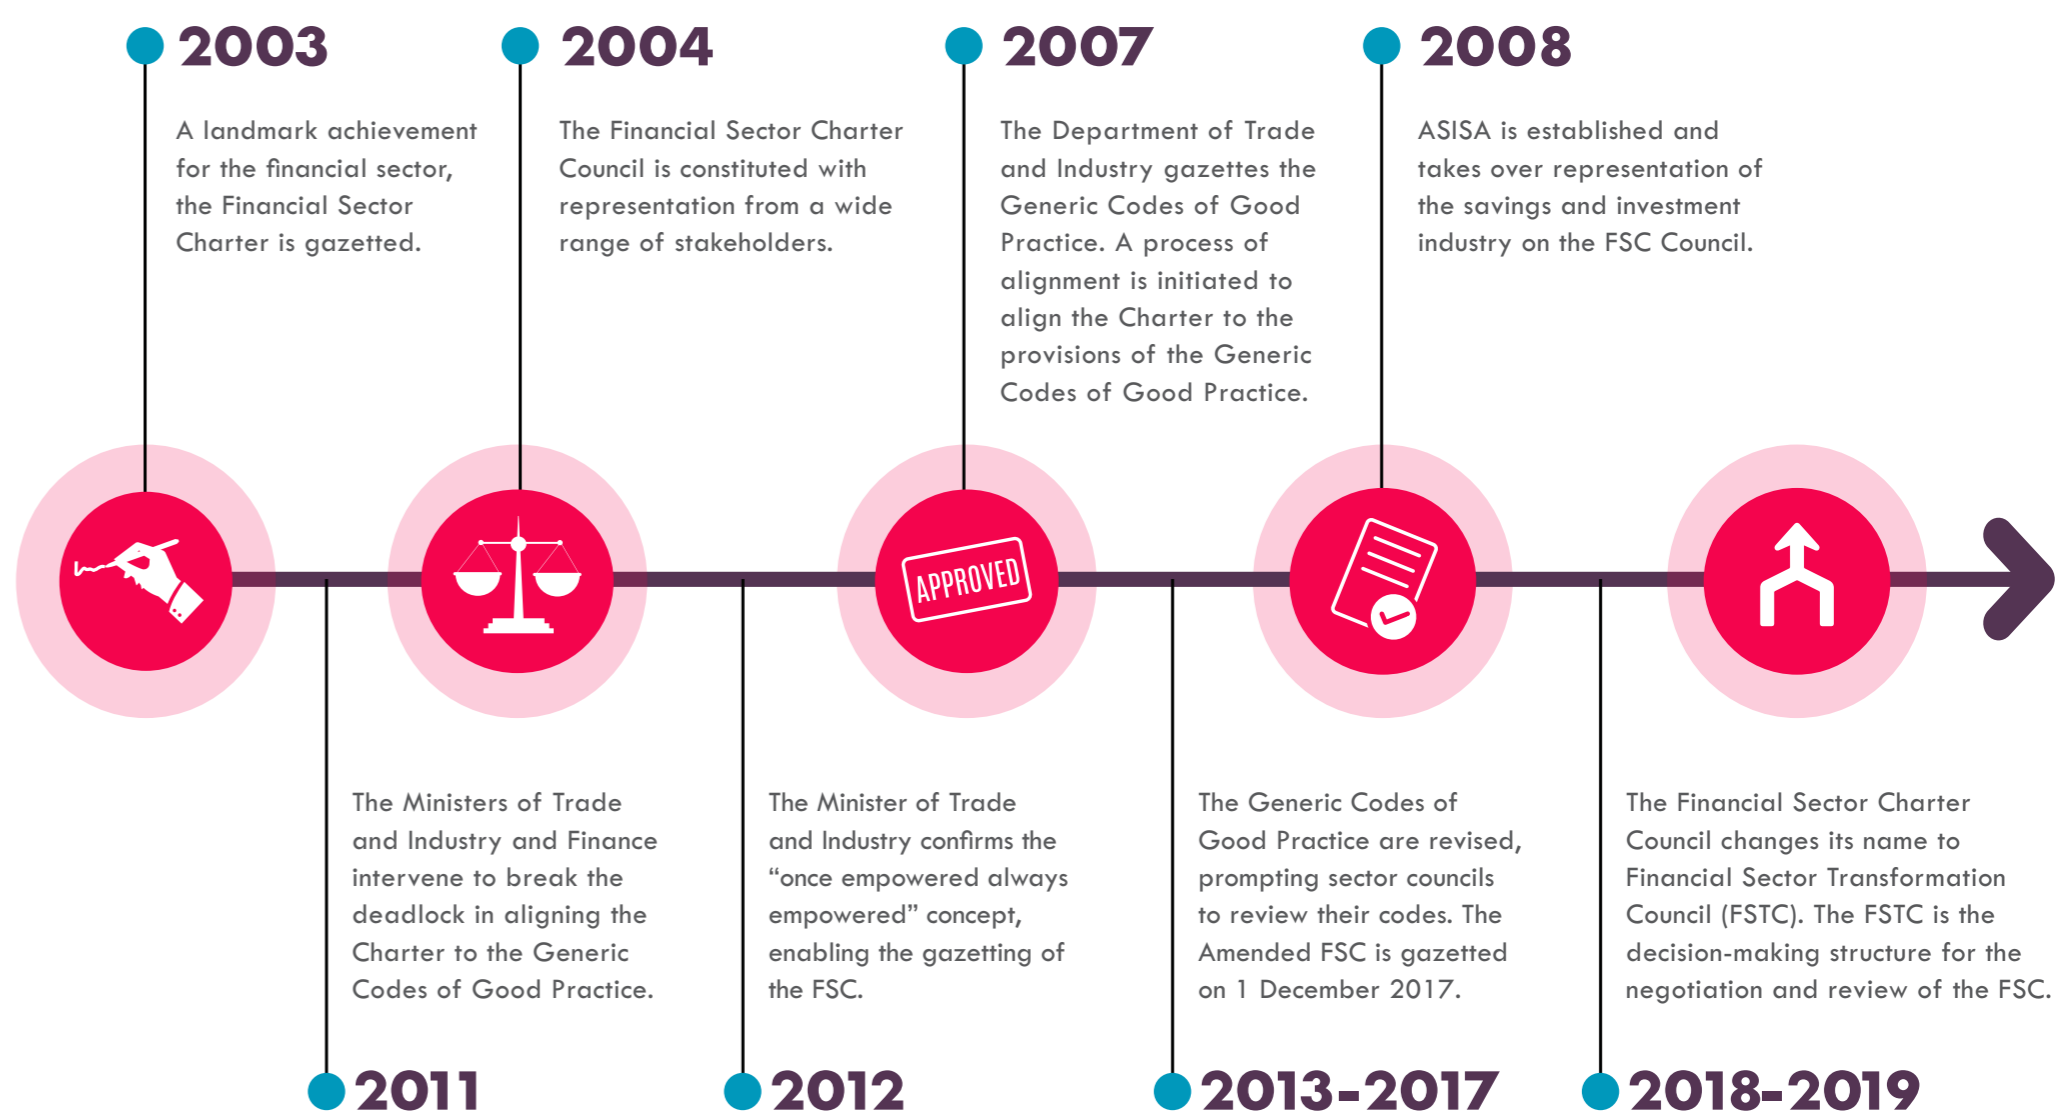 2003
A landmark achievement
for the financial sector,
the Financial Sector
Charter is gazetted.
2004
The Financial Sector Charter
Council is constituted with
representation from a wide
range of stakeholders.
2007
The Department of Trade
and Industry gazettes the
Generic Codes of Good
Practice. A process of
alignment is initiated to
align the Charter to the
provisions of the Generic
Codes of Good Practice.
2008
ASISA is established and
takes over representation of
the savings and investment
industry on the FSC Council.
APPROVED
The Ministers of Trade
and Industry and Finance
intervene to break the
deadlock in aligning the
Charter to the Generic
Codes of Good Practice.
2011
The Minister of Trade
and Industry confirms the
“once empowered always
empowered” concept,
enabling the gazetting of
the FSC.
2012
The Generic Codes of
Good Practice are revised,
prompting sector councils
to review their codes. The
Amended FSC is gazetted
on 1 December 2017.
2013-2017
The Financial Sector Charter
Council changes its name to
Financial Sector Transformation
Council (FSTC). The FSTC is the
decision-making structure for the
negotiation and review of the FSC.
2018-2019